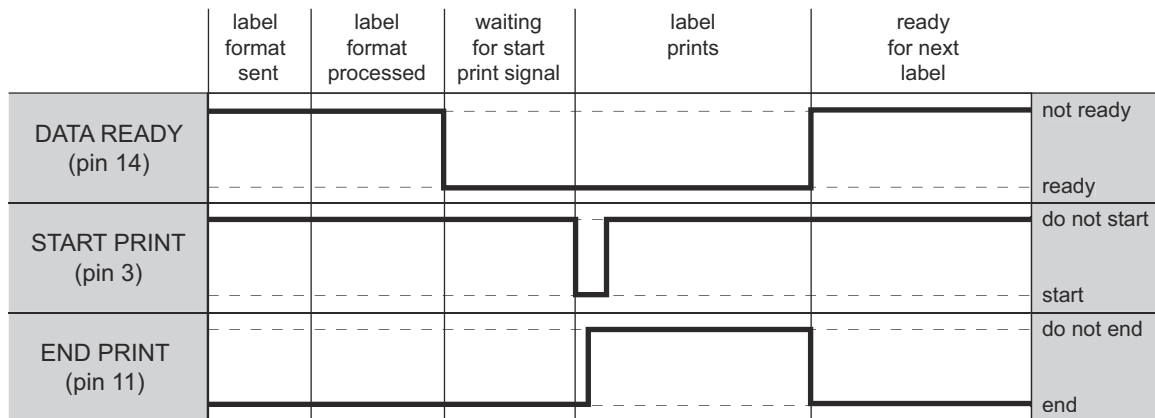 label
format
sent
label
format
processed
waiting
for start
print signal
label
prints
ready
for next
label
DATA READY
(pin 14)
not ready
ready
START PRINT
(pin 3)
do not start
start
END PRINT
(pin 11)
do not end
end